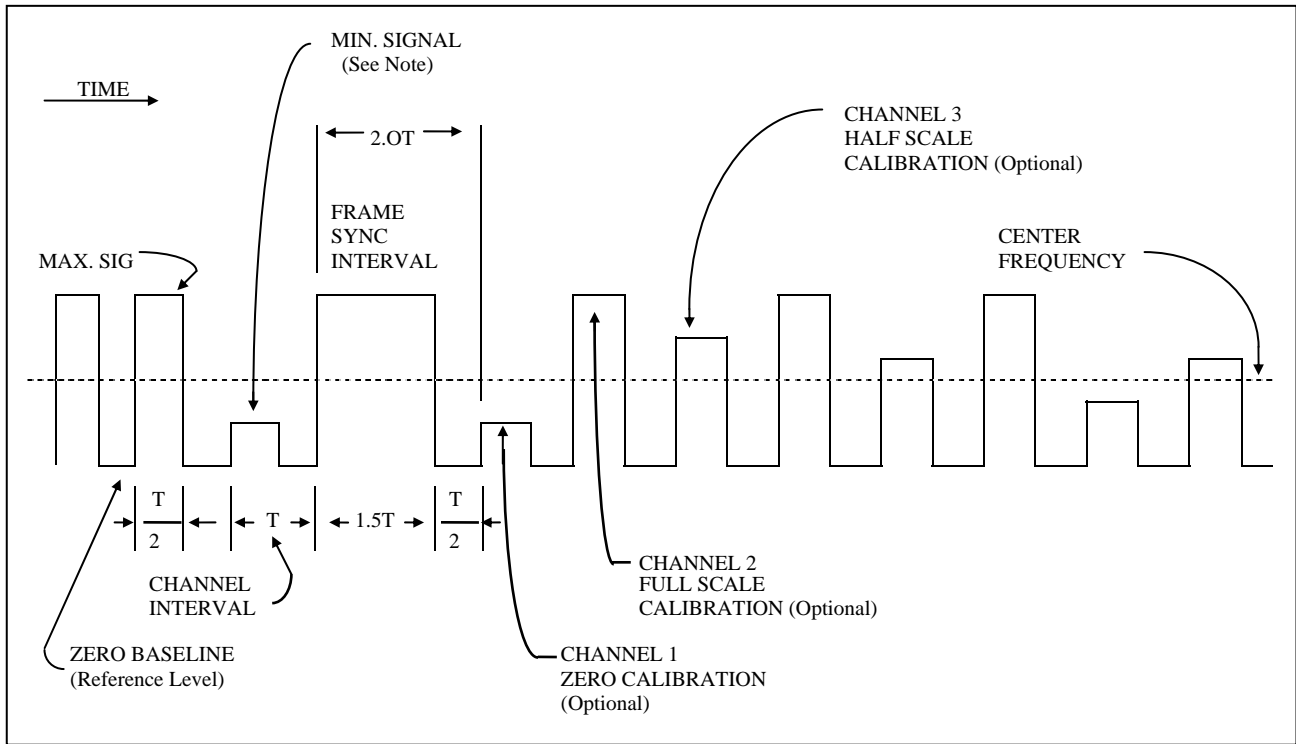 MIN. SIGNAL
(See Note)
TIME
2.OT
CHANNEL 3
HALF SCALE
CALIBRATION (Optional)
FRAME
SYNC
INTERVAL
CENTER
FREQUENCY
MAX. SIG
T
2
T
1.5T
T
2
CHANNEL
INTERVAL
CHANNEL 2
FULL SCALE
CALIBRATION (Optional)
ZERO BASELINE
(Reference Level)
CHANNEL 1
ZERO CALIBRATION
(Optional)